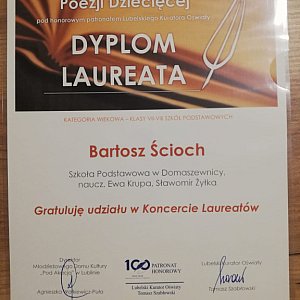 Poezji Dziecięcej
pod honorowym patronatem Lubelskiego Kuratora Oświaty
DYPLOM
LAUREATA
KATEGORIA WIEKOWA – KLASY VII-VIII SZKÓŁ PODSTAWOWYCH
Bartosz Ścioch
Szkoła Podstawowa w Domaszewnicy,
naucz. Ewa Krupa, Sławomir Żyłka
Gratuluję udziału w Koncercie Laureatów
Dyrektor
Młodzieżowego Domu Kultury
"Pod Akacją" w Lublinie
100 PATRONAT
HONOROWY
Lubelski Kurator Oświaty
Tomasz Szabłowski
Lubelski Kurator Oświaty
Tomasz Szabłowski